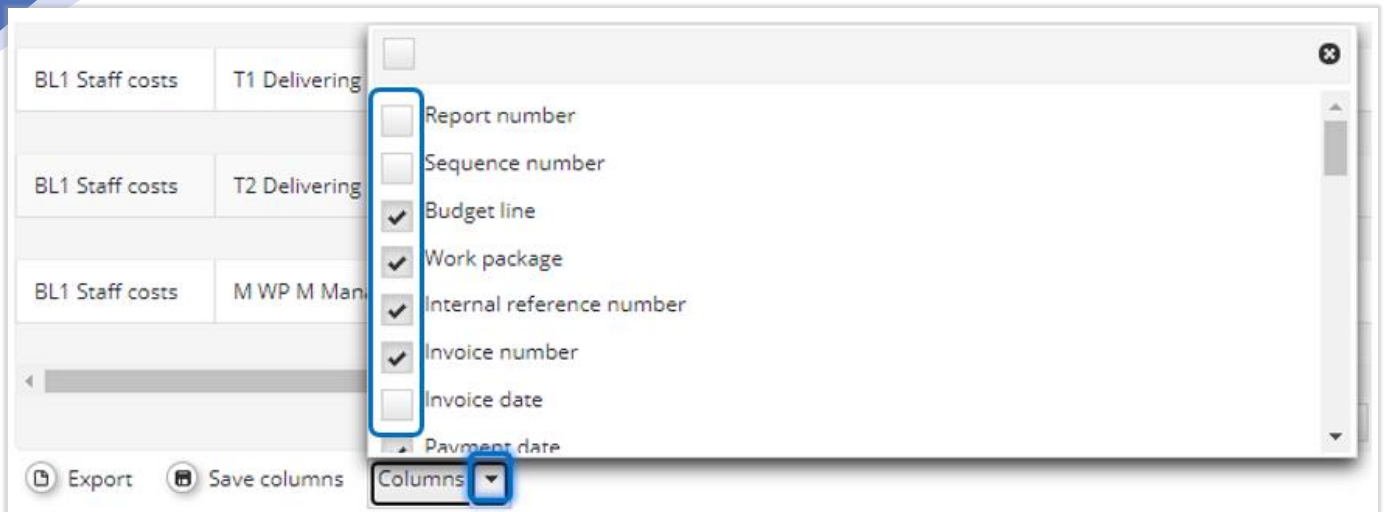 BL1 Staff costs
T1 Delivering
Report number
Sequence number
BL1 Staff costs
T2 Delivering
Budget line
Work package
BL1 Staff costs
M WP M Mana
Internal reference number
Invoice number
Invoice date
Payment date
Export
Save columns
Columns